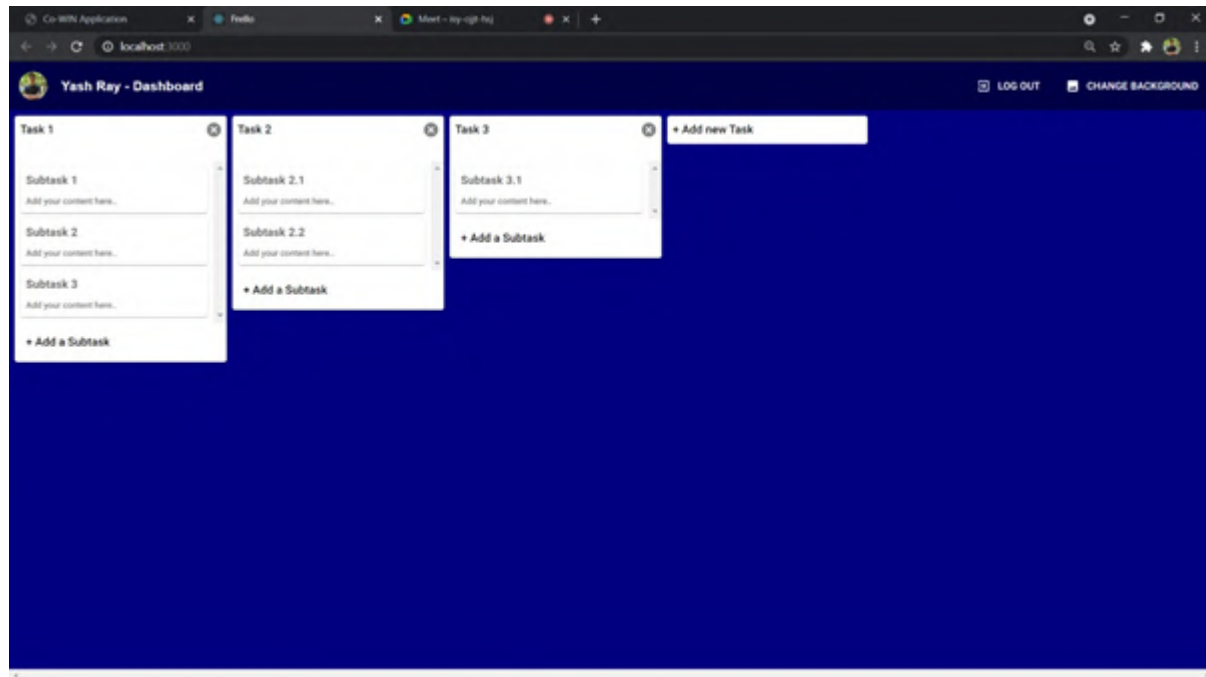 Co-WIN Application
Feello
Meet -
localhost:3000
Yash Ray - Dashboard
LOG OUT
CHANGE BACKGROUND
Task 1
Subtask 1
Add your content here..
Subtask 2
Add your content here..
Subtask 3
Add your content here..
+ Add a Subtask
Task 2
Subtask 2.1
Add your content here..
Subtask 2.2
Add your content here..
+ Add a Subtask
Task 3
Subtask 3.1
Add your content here..
+ Add a Subtask
+ Add new Task